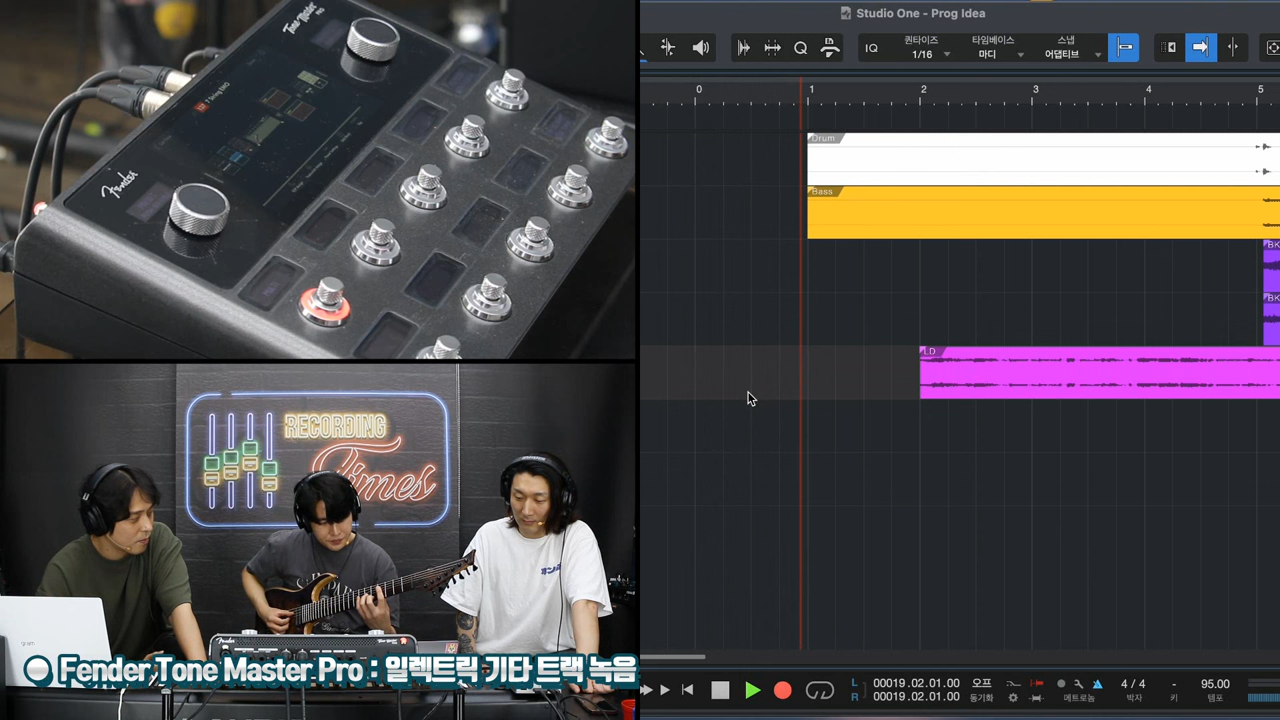 Tone Master PRO
Fender
Studio One - Prog Idea
IQ
퀀타이즈
1/16
타임베이스
마디
스냅
어댑티브
0
1
2
3
4
5
Drum
Bass
BK
BK
LD
RECORDING
Times
gram
Fender
Fender Tone Master Pro : 일렉트릭 기타 트랙 녹음
L
R
00019.02.01.00
00019.02.01.00
오프
동기화
메트로놈
4 / 4
박자
키
95.00
템포